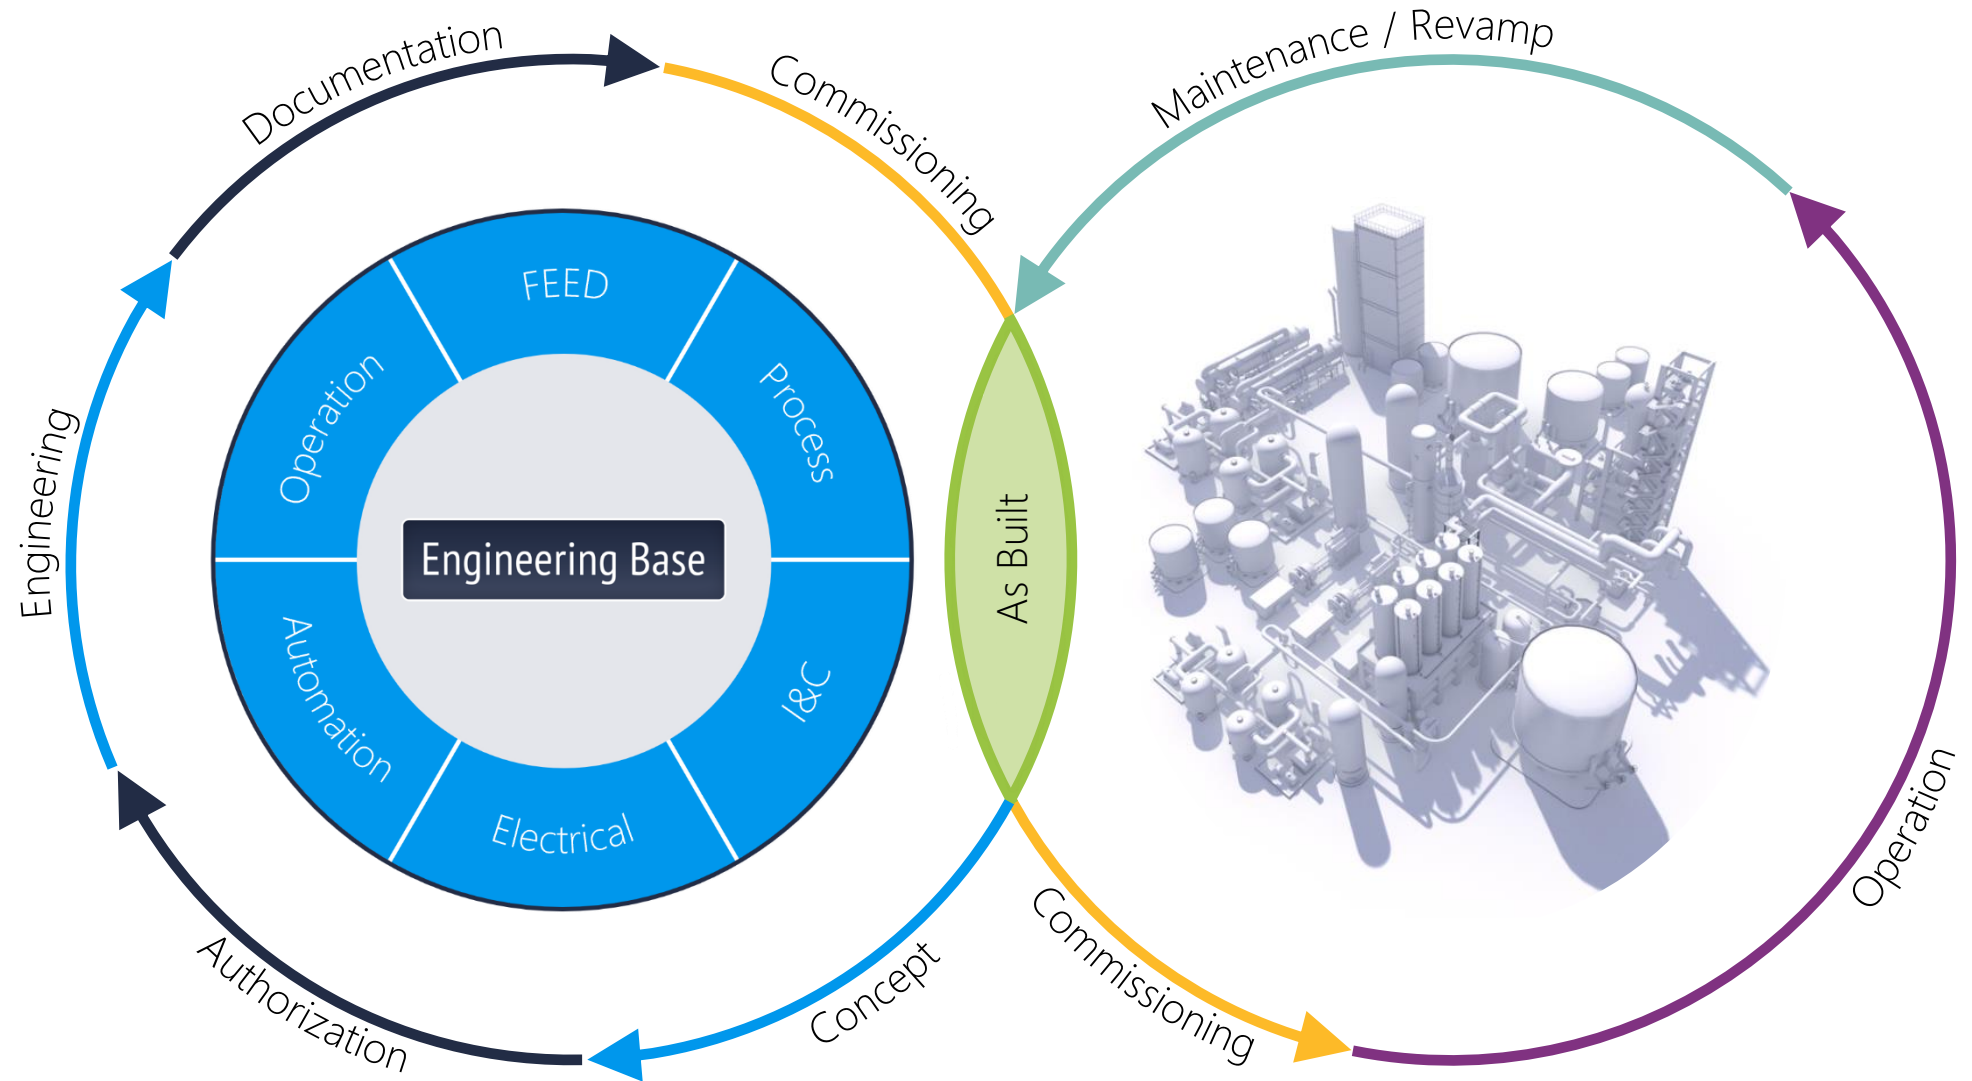 Documentation
Commissioning
Maintenance / Revamp
Engineering
FEED
Operation
Process
Engineering Base
As Built
Automation
I&C
Electrical
Operation
Authorization
Concept
Commissioning